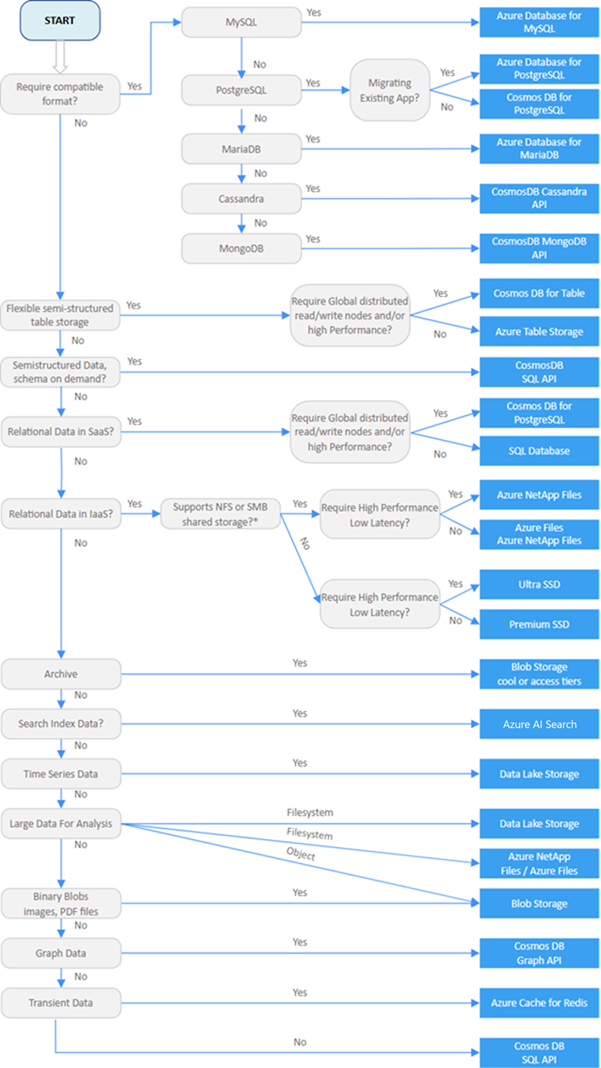 START
MySQL
Yes
Azure Database for
MySQL
Require compatible
format?
Yes
No
No
PostgreSQL
Yes
Migrating
Existing App?
Yes
Azure Database for
PostgreSQL
No
Cosmos DB for
PostgreSQL
No
MariaDB
Yes
Azure Database for
MariaDB
No
Cassandra
Yes
CosmosDB Cassandra
API
No
MongoDB
Yes
CosmosDB MongoDB
API
Flexible semi-structured
table storage
Yes
Require Global distributed
read/write nodes and/or
high Performance?
Yes
Cosmos DB for Table
No
Azure Table Storage
No
Semistructured Data,
schema on demand?
Yes
CosmosDB
SQL API
No
Relational Data in SaaS?
Yes
Require Global distributed
read/write nodes and/or
high Performance?
Yes
Cosmos DB for
PostgreSQL
No
SQL Database
No
Relational Data in IaaS?
Yes
Supports NFS or SMB
shared storage?*
Yes
Require High Performance
Low Latency?
Yes
Azure NetApp Files
No
Azure Files
Azure NetApp Files
No
No
Require High Performance
Low Latency?
Yes
Ultra SSD
No
Premium SSD
Archive
Yes
Blob Storage
cool or access tiers
No
Search Index Data?
Yes
Azure AI Search
No
Time Series Data
Yes
Data Lake Storage
No
Large Data For Analysis
Filesystem
Data Lake Storage
Filesystem
Azure NetApp
Files / Azure Files
Object
No
Binary Blobs
images, PDF files
Yes
Blob Storage
No
Graph Data
Yes
Cosmos DB
Graph API
No
Transient Data
Yes
Azure Cache for Redis
No
Cosmos DB
SQL API